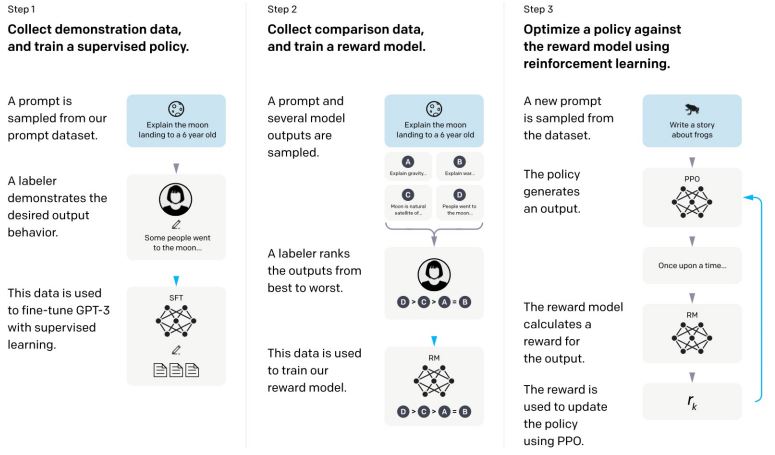 Step 1
Collect demonstration data,
and train a supervised policy.
A prompt is
sampled from our
prompt dataset.
Explain the moon
landing to a 6 year old
A labeler
demonstrates the
desired output
behavior.
Some people went
to the moon...
This data is used
to fine-tune GPT-3
with supervised
learning.
SFT
Step 2
Collect comparison data,
and train a reward model.
A prompt and
several model
outputs are
sampled.
Explain the moon
landing to a 6 year old
A
Explain gravity...
B
Explain war...
C
Moon is natural
satellite of...
D
People went to
the moon...
A labeler ranks
the outputs from
best to worst.
D > C > A = B
This data is used
to train our
reward model.
RM
D > C > A = B
Step 3
Optimize a policy against
the reward model using
reinforcement learning.
A new prompt
is sampled from
the dataset.
Write a story
about frogs
The policy
generates
an output.
PPO
Once upon a time...
The reward model
calculates a
reward for
the output.
RM
The reward is
used to update
the policy
using PPO.
rk